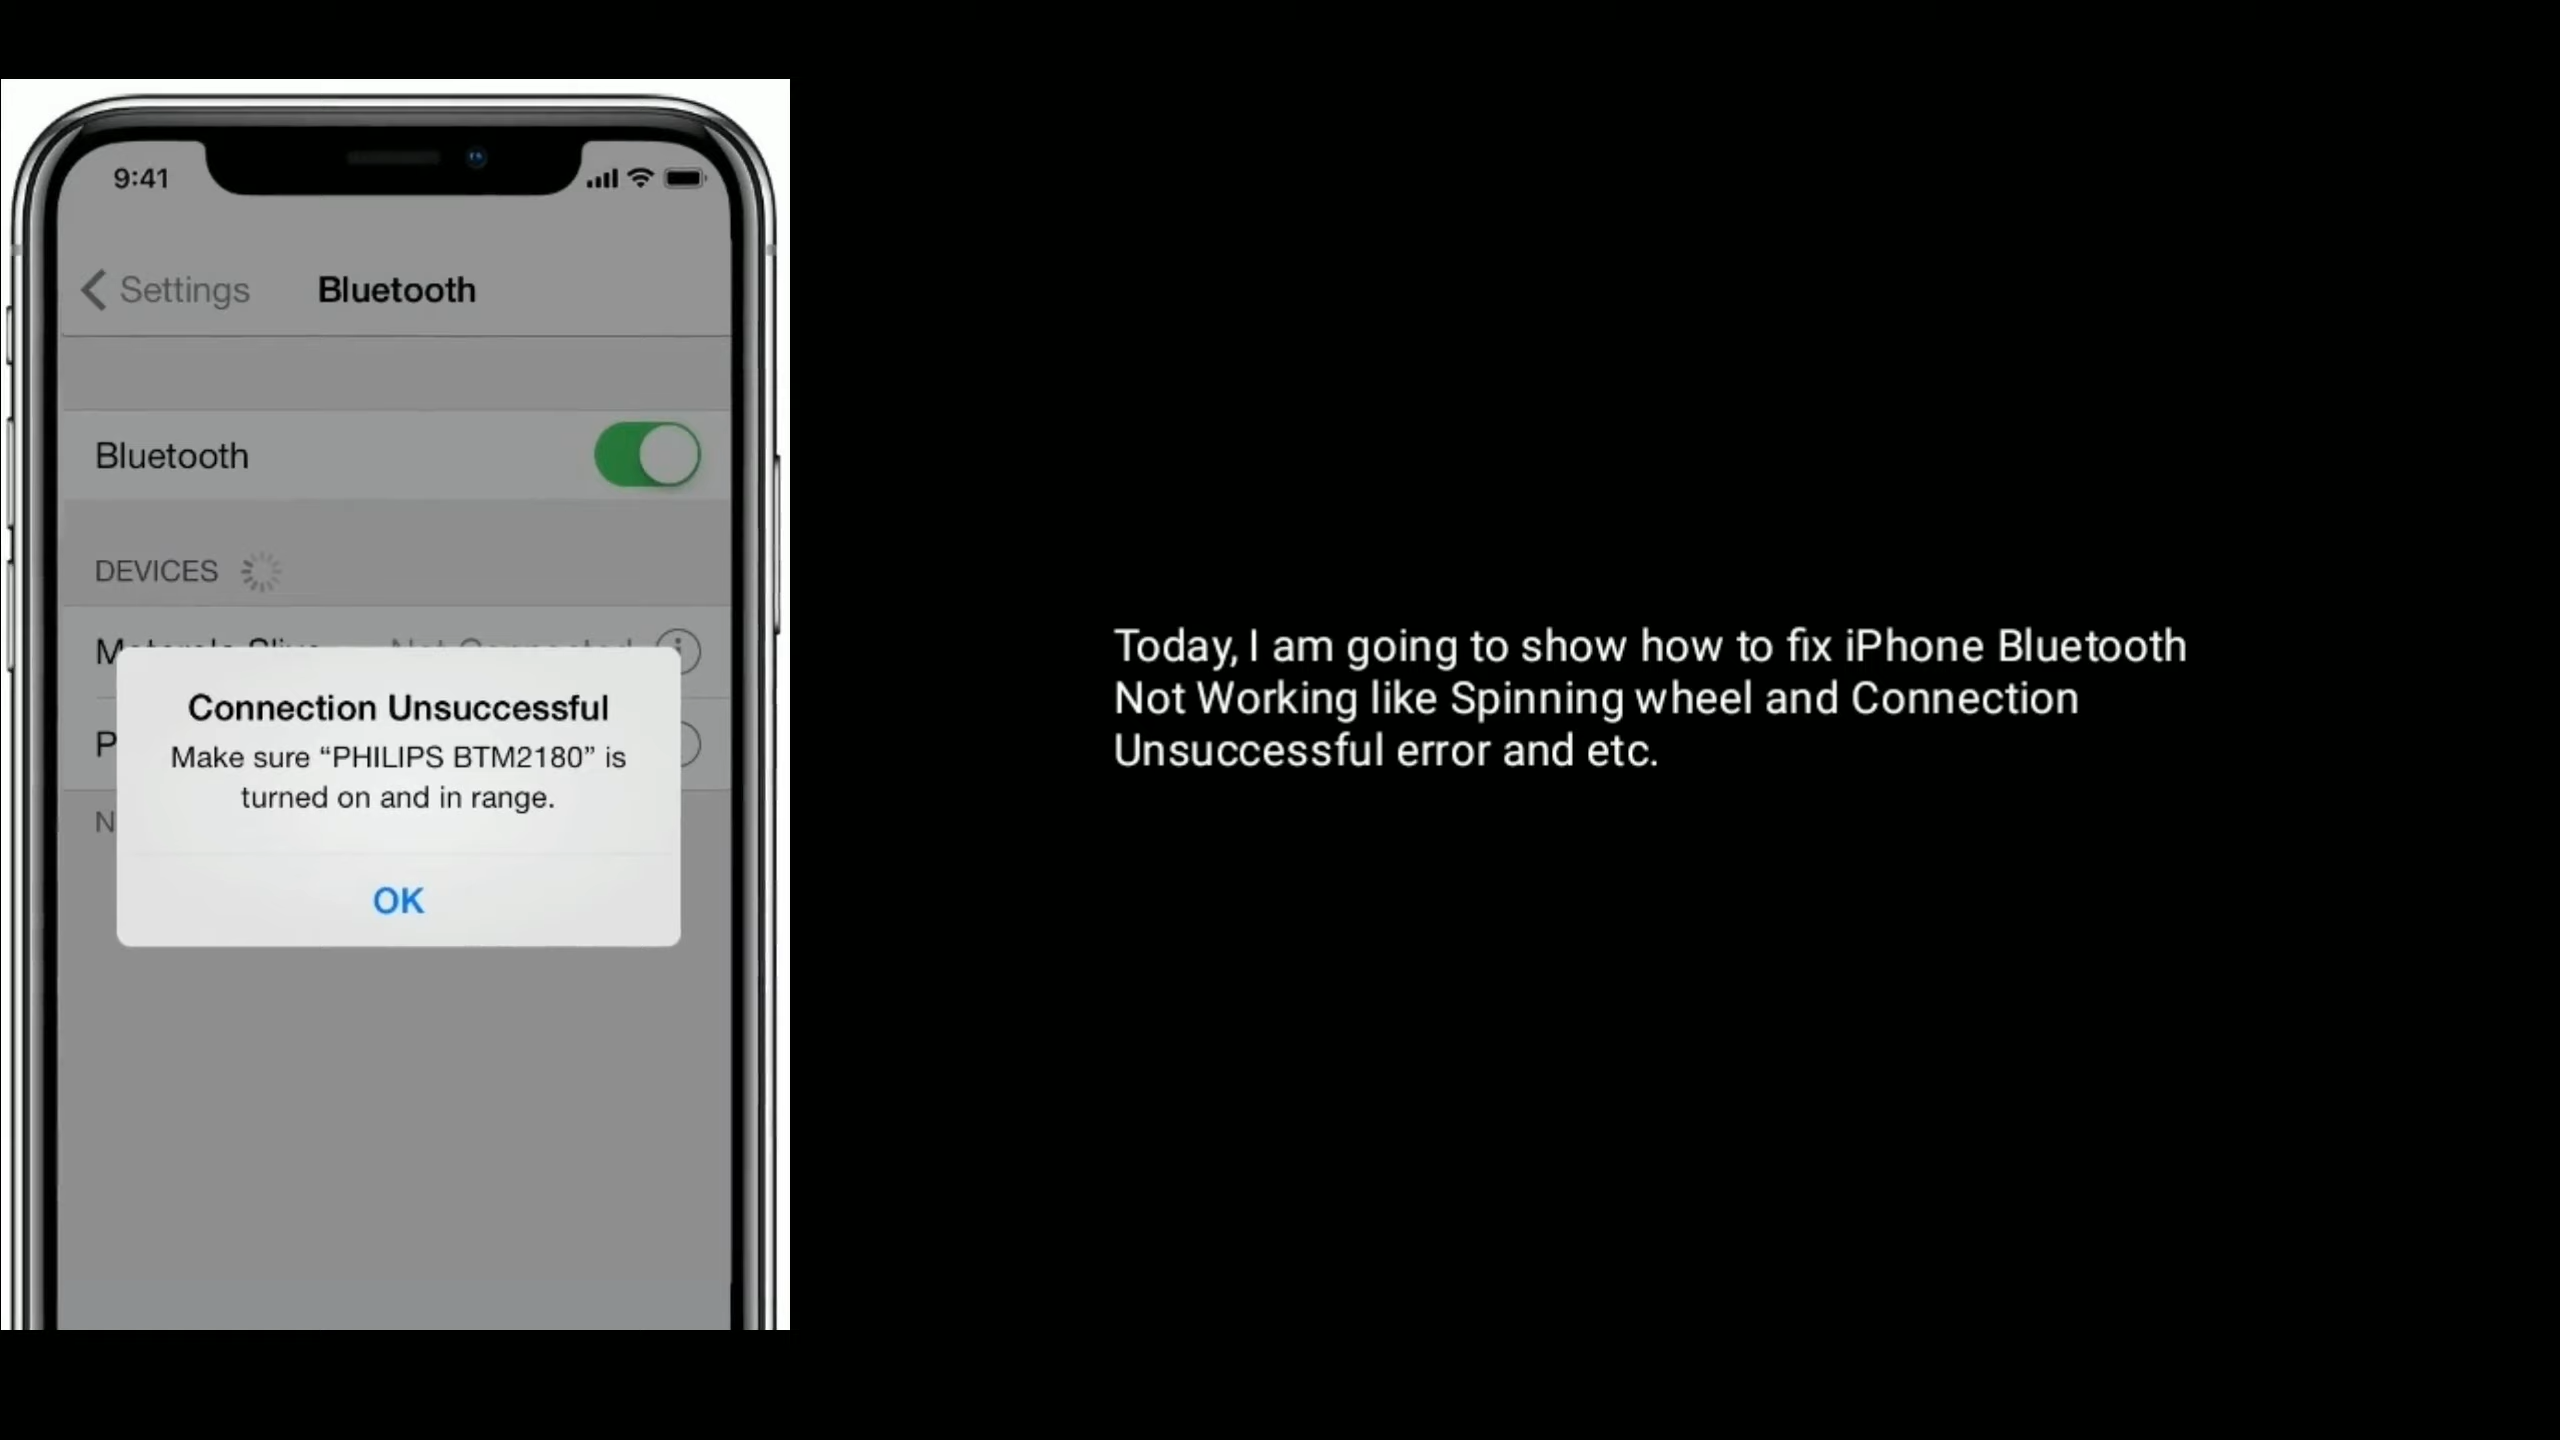 9:41
Settings
Bluetooth
Bluetooth
DEVICES
Not Connected
Connection Unsuccessful
Make sure “PHILIPS BTM2180” is
turned on and in range.
OK
Today, I am going to show how to fix iPhone Bluetooth
Not Working like Spinning wheel and Connection
Unsuccessful error and etc.